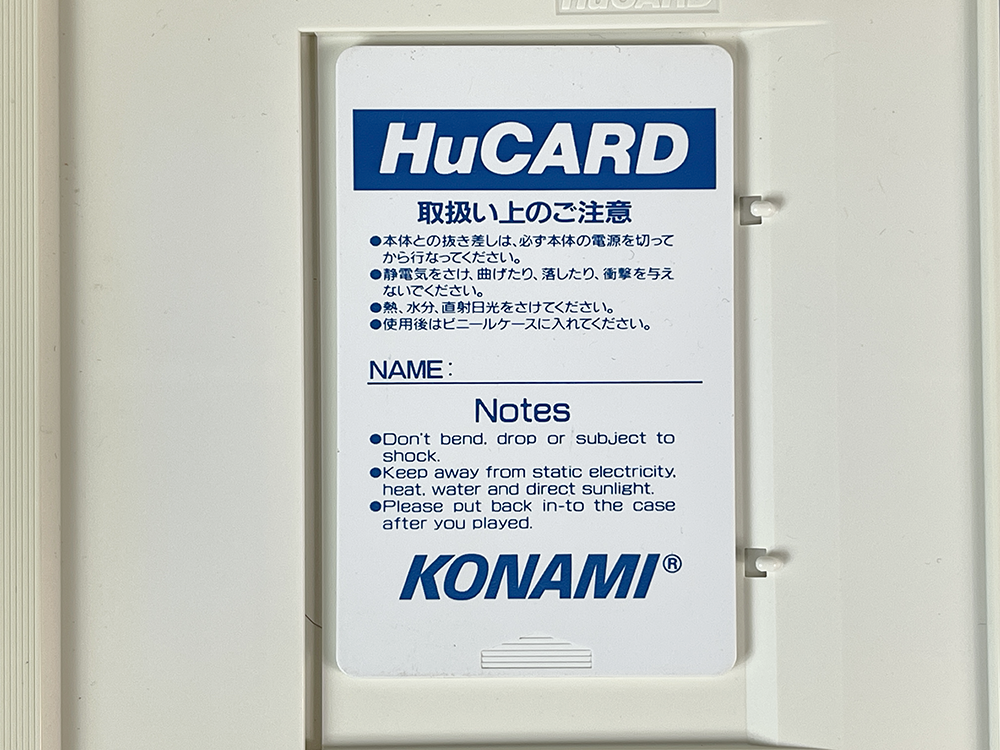 HuCARD
HuCARD
取扱い上のご注意
●本体との抜き差しは、必ず本体の電源を切って
から行なってください。
●静電気をさけ、曲げたり、落したり、衝撃を与え
ないでください。
●熱、水分、直射日光をさけてください。
●使用後はビニールケースに入れてください。
NAME:
Notes
●Don't bend, drop or subject to
shock.
●Keep away from static electricity,
heat, water and direct sunlight.
●Please put back in-to the case
after you played.
KONAMI®